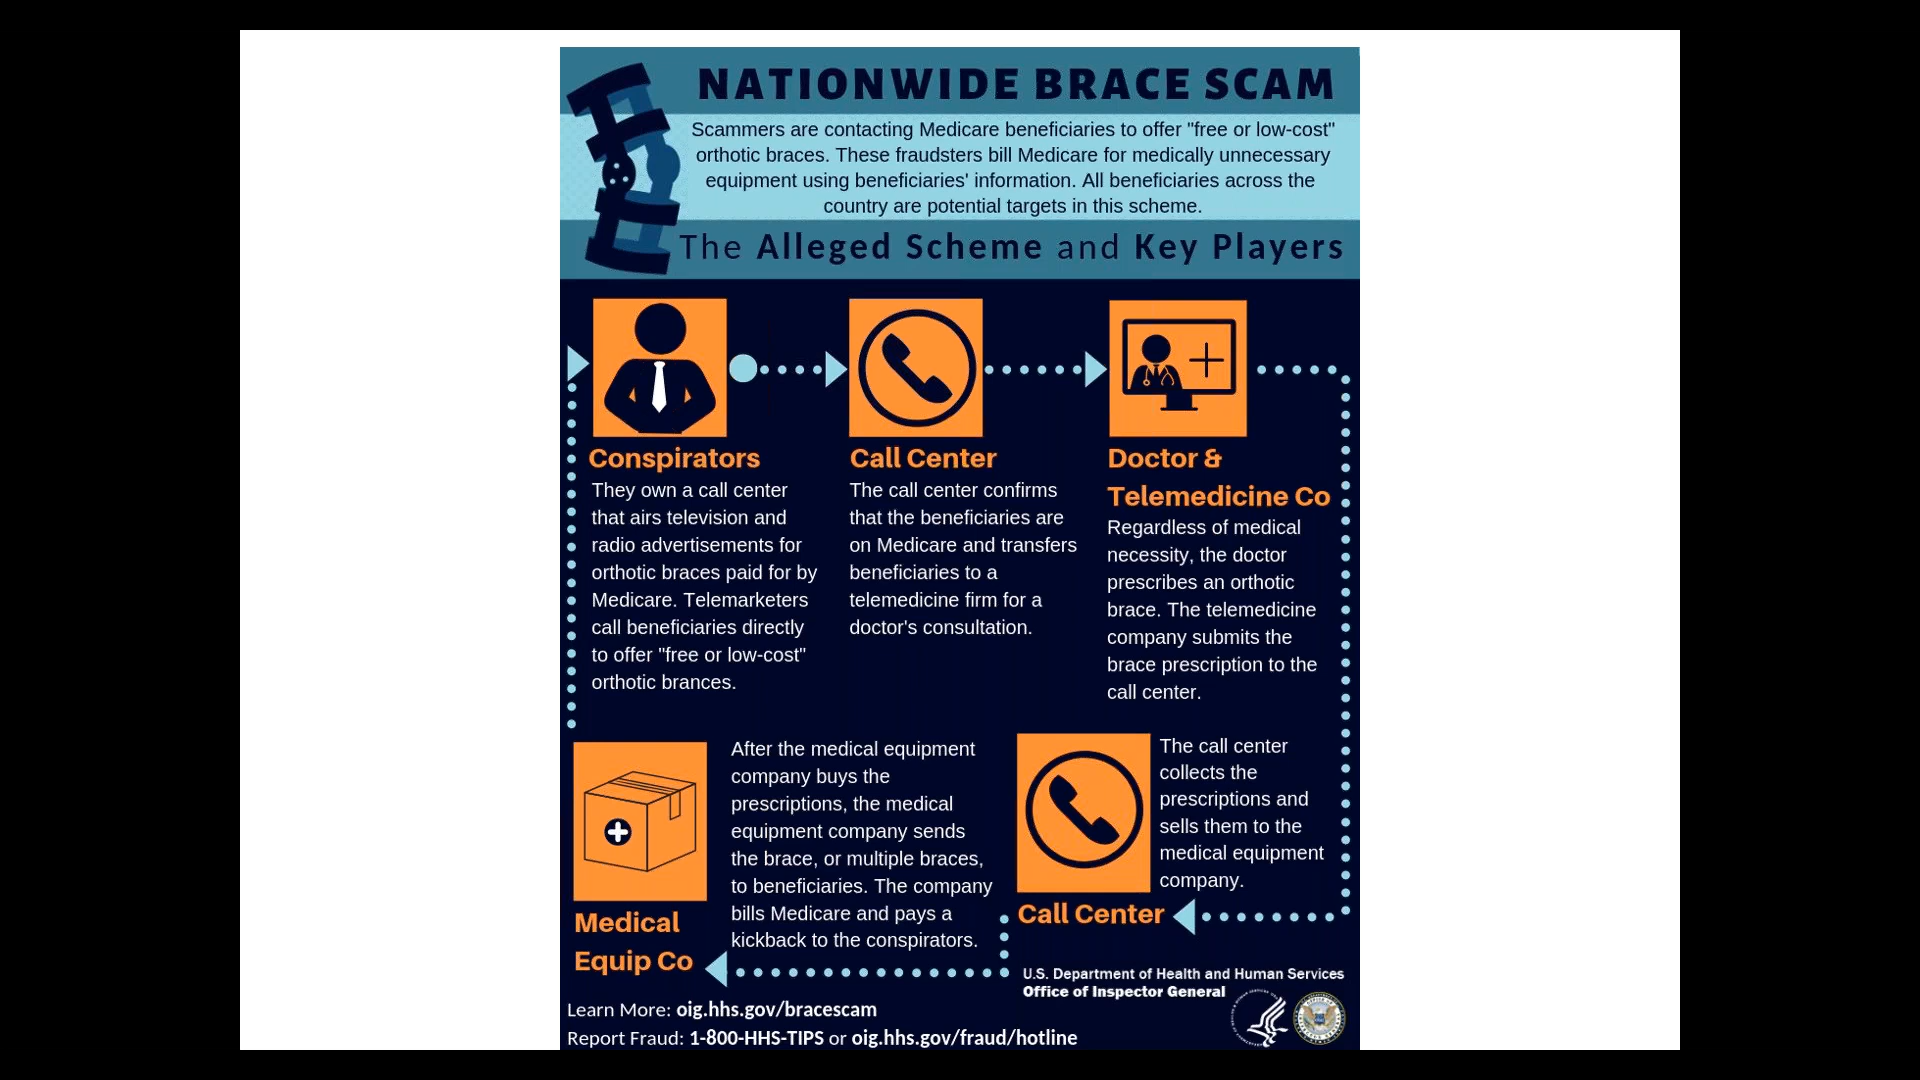 NATIONWIDE BRACE SCAM
Scammers are contacting Medicare beneficiaries to offer "free or low-cost"
orthotic braces. These fraudsters bill Medicare for medically unnecessary
equipment using beneficiaries' information. All beneficiaries across the
country are potential targets in this scheme.
The Alleged Scheme and Key Players
Conspirators
They own a call center
that airs television and
radio advertisements for
orthotic braces paid for by
Medicare. Telemarketers
call beneficiaries directly
to offer "free or low-cost"
orthotic brances.
Call Center
The call center confirms
that the beneficiaries are
on Medicare and transfers
beneficiaries to a
telemedicine firm for a
doctor's consultation.
Doctor &
Telemedicine Co
Regardless of medical
necessity, the doctor
prescribes an orthotic
brace. The telemedicine
company submits the
brace prescription to the
call center.
The call center
collects the
prescriptions and
sells them to the
medical equipment
company.
Call Center
After the medical equipment
company buys the
prescriptions, the medical
equipment company sends
the brace, or multiple braces,
to beneficiaries. The company
bills Medicare and pays a
kickback to the conspirators.
Medical
Equip Co
U.S. Department of Health and Human Services
Office of Inspector General
Learn More: oig.hhs.gov/bracescam
Report Fraud: 1-800-HHS-TIPS or oig.hhs.gov/fraud/hotline